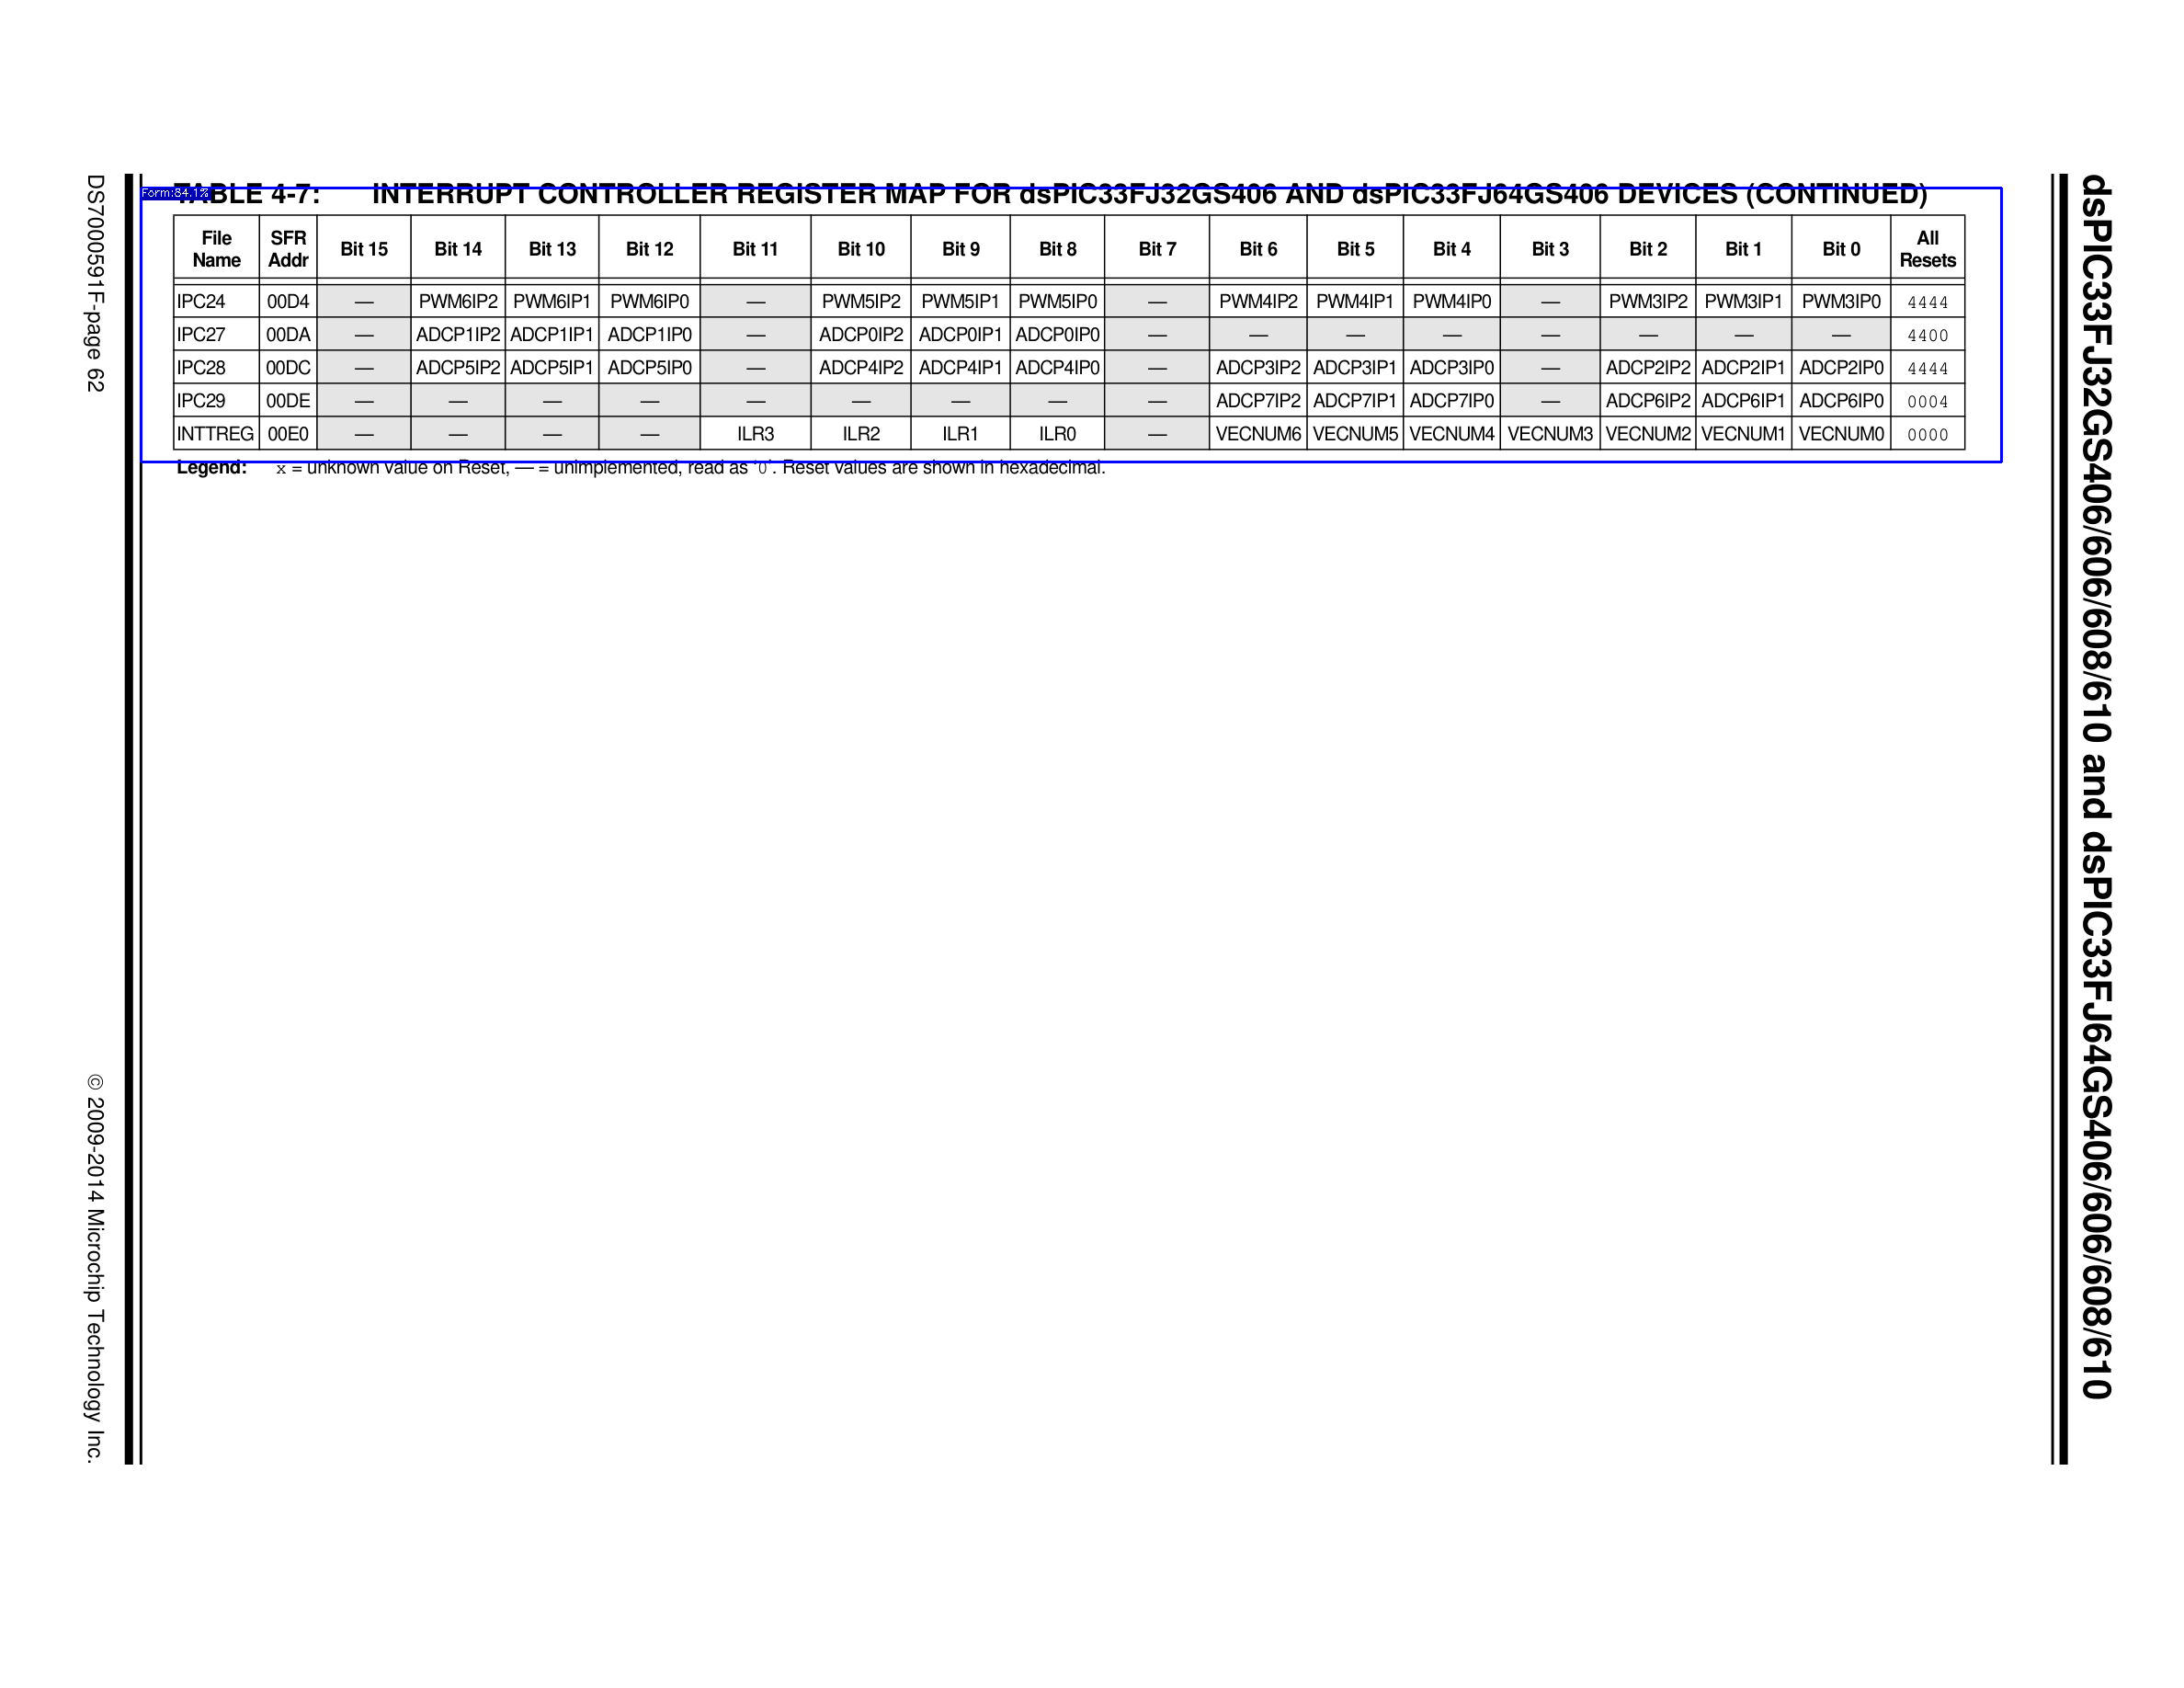 dsPIC33FJ32GS406/606/608/610 and dsPIC33FJ64GS406/606/608/610
Form:84.1%
TABLE 4-7: INTERRUPT CONTROLLER REGISTER MAP FOR dsPIC33FJ32GS406 AND dsPIC33FJ64GS406 DEVICES (CONTINUED)
File Name SFR Addr Bit 15 Bit 14 Bit 13 Bit 12 Bit 11 Bit 10 Bit 9 Bit 8 Bit 7 Bit 6 Bit 5 Bit 4 Bit 3 Bit 2 Bit 1 Bit 0 All Resets
IPC24 00D4 — PWM6IP2 PWM6IP1 PWM6IP0 — PWM5IP2 PWM5IP1 PWM5IP0 — PWM4IP2 PWM4IP1 PWM4IP0 — PWM3IP2 PWM3IP1 PWM3IP0 4444
IPC27 00DA — ADCP1IP2 ADCP1IP1 ADCP1IP0 — ADCP0IP2 ADCP0IP1 ADCP0IP0 — — — — — — — — 4400
IPC28 00DC — ADCP5IP2 ADCP5IP1 ADCP5IP0 — ADCP4IP2 ADCP4IP1 ADCP4IP0 — ADCP3IP2 ADCP3IP1 ADCP3IP0 — ADCP2IP2 ADCP2IP1 ADCP2IP0 4444
IPC29 00DE — — — — — — — — — ADCP7IP2 ADCP7IP1 ADCP7IP0 — ADCP6IP2 ADCP6IP1 ADCP6IP0 0004
INTTREG 00E0 — — — — ILR3 ILR2 ILR1 ILR0 — VECNUM6 VECNUM5 VECNUM4 VECNUM3 VECNUM2 VECNUM1 VECNUM0 0000
Legend: x = unknown value on Reset, — = unimplemented, read as '0'. Reset values are shown in hexadecimal.
DS7000591F-page 62
© 2009-2014 Microchip Technology Inc.